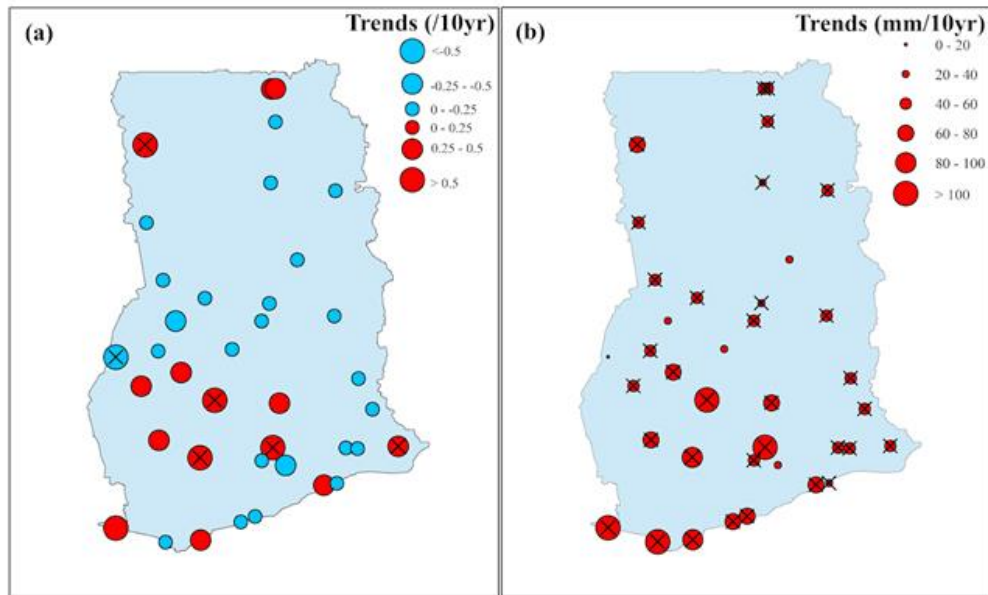 (a)
Trends (/10yr)
<-0.5
-0.25 - -0.5
0 - -0.25
0 - 0.25
0.25 - 0.5
> 0.5
(b)
Trends (mm/10yr)
0 - 20
20 - 40
40 - 60
60 - 80
80 - 100
> 100